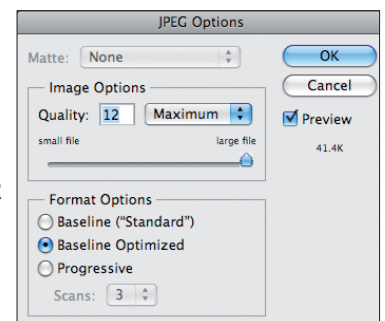 JPEG Options
Matte: None
OK
Image Options
Cancel
Quality: 12 Maximum
Preview
small file large file
41.4K
Format Options
Baseline (“Standard”)
Baseline Optimized
Progressive
Scans: 3